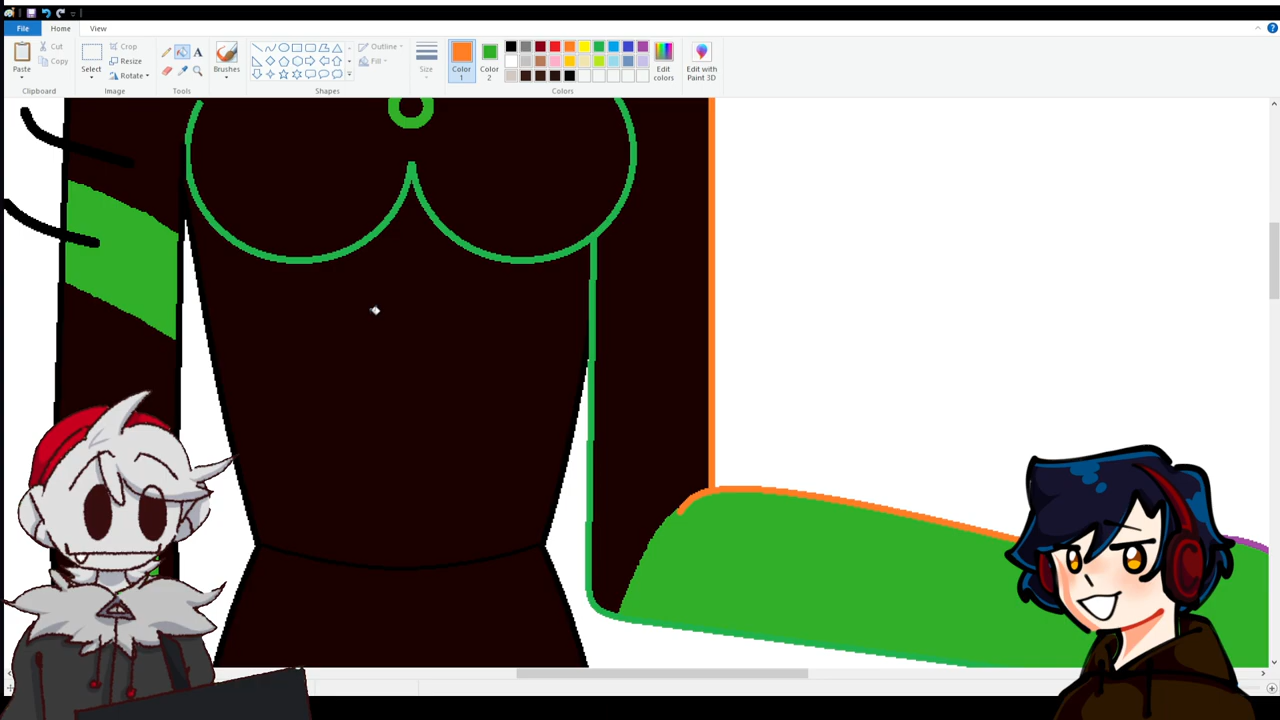 File Home View
Cut
Copy
Paste
Clipboard
Select
Crop
Resize
Rotate
Image
A
Tools
Brushes
Outline
Fill
Shapes
Size
Color 1
Color 2
Edit colors
Colors
Edit with Paint 3D